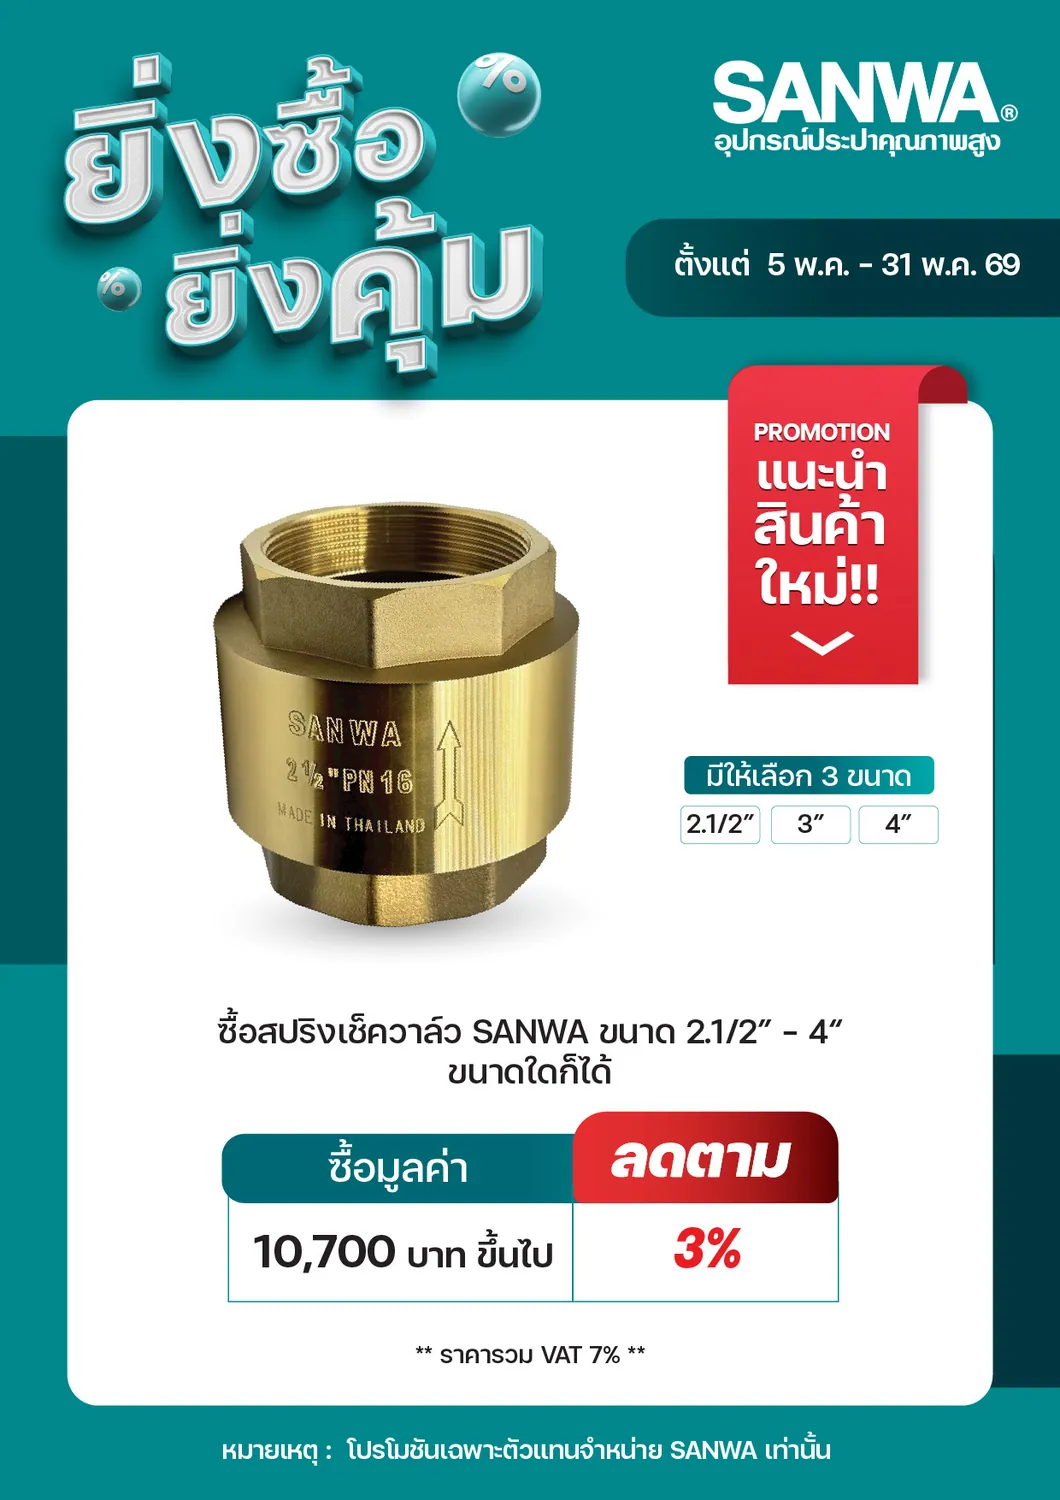 ยิ่งซื้อ
ยิ่งคุ้ม
%
%
SANWA®
อุปกรณ์ประปาคุณภาพสูง
ตั้งแต่ 5 พ.ค. - 31 พ.ค. 69
PROMOTION
แนะนำ
สินค้า
ใหม่!!
SANWA
2 ½" PN 16
MADE IN THAILAND
มีให้เลือก 3 ขนาด
2.1/2" 3" 4"
ซื้อสปริงเช็ควาล์ว SANWA ขนาด 2.1/2" - 4"
ขนาดใดก็ได้
ซื้อมูลค่า ลดตาม
10,700 บาท ขึ้นไป 3%
** ราคารวม VAT 7% **
หมายเหตุ : โปรโมชันเฉพาะตัวแทนจำหน่าย SANWA เท่านั้น